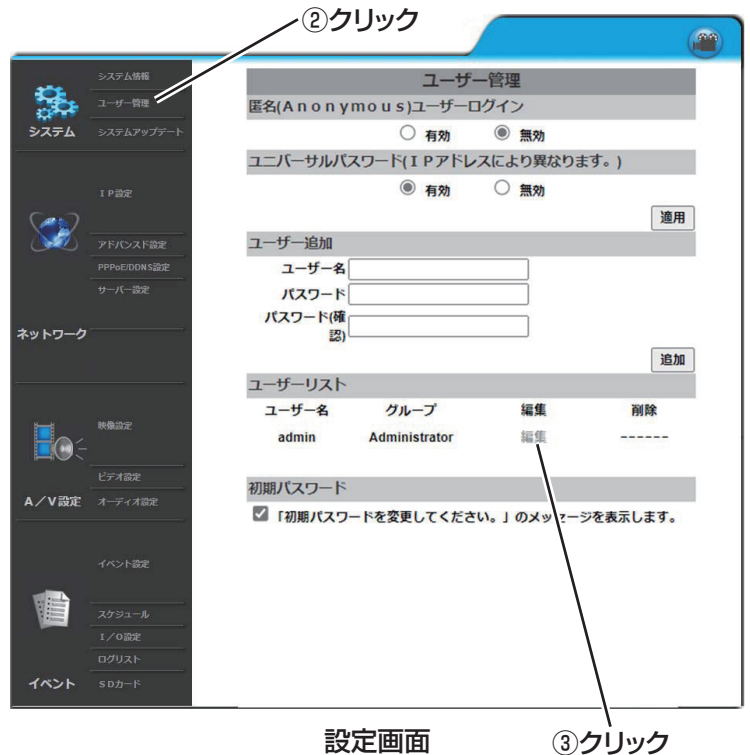 ②クリック
システム情報
ユーザー管理
システム
システムアップデート
ＩＰ設定
アドバンスド設定
PPPoE/DDNS設定
サーバー設定
ネットワーク
映像設定
ビデオ設定
A／V設定
オーディオ設定
イベント設定
スケジュール
Ｉ／Ｏ設定
ログリスト
イベント
ＳＤカード
ユーザー管理
匿名(Ａｎｏｎｙｍｏｕｓ)ユーザーログイン
有効 無効
ユニバーサルパスワード(ＩＰアドレスにより異なります。)
有効 無効
適用
ユーザー追加
ユーザー名
パスワード
パスワード(確
認)
追加
ユーザーリスト
ユーザー名 グループ 編集 削除
admin Administrator 編集 ------
初期パスワード
「初期パスワードを変更してください。」のメッセージを表示します。
設定画面
③クリック